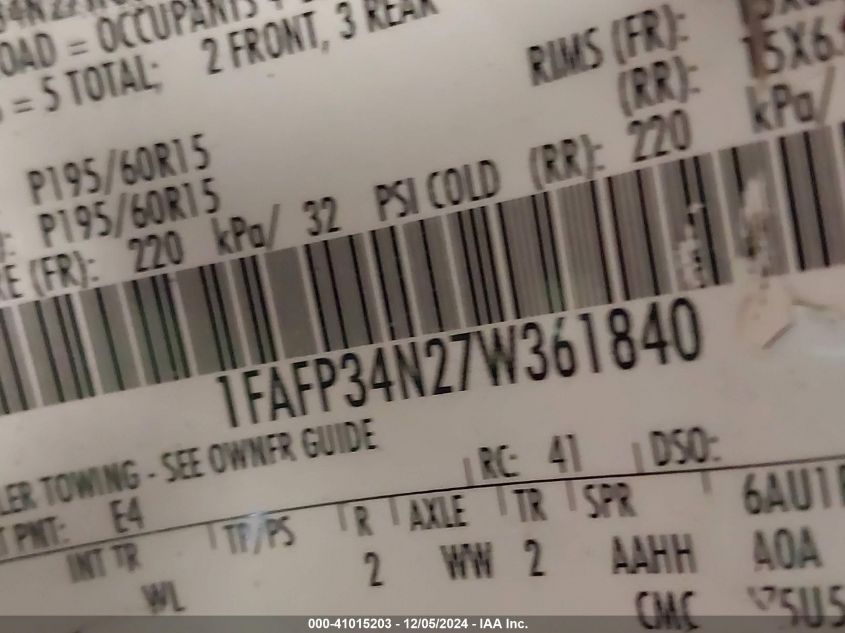 OAD = OCCUPANTS
= 5 TOTAL; 2 FRONT, 3 REAR
RIMS (FR):
(RR): 15X6.
P195/60R15
P195/60R15
(FR): 220 kPa/ 32 PSI COLD (RR): 220 kPa/
1FAFP34N27W361840
LER TOWING - SEE OWNER GUIDE
RC: 41 DSO:
PNT: E4
INT TR TP/PS R AXLE TR SPR 6AU1
WL 2 WW 2 AAHH AOA
CMC 5U5
000-41015203 - 12/05/2024 - IAA Inc.